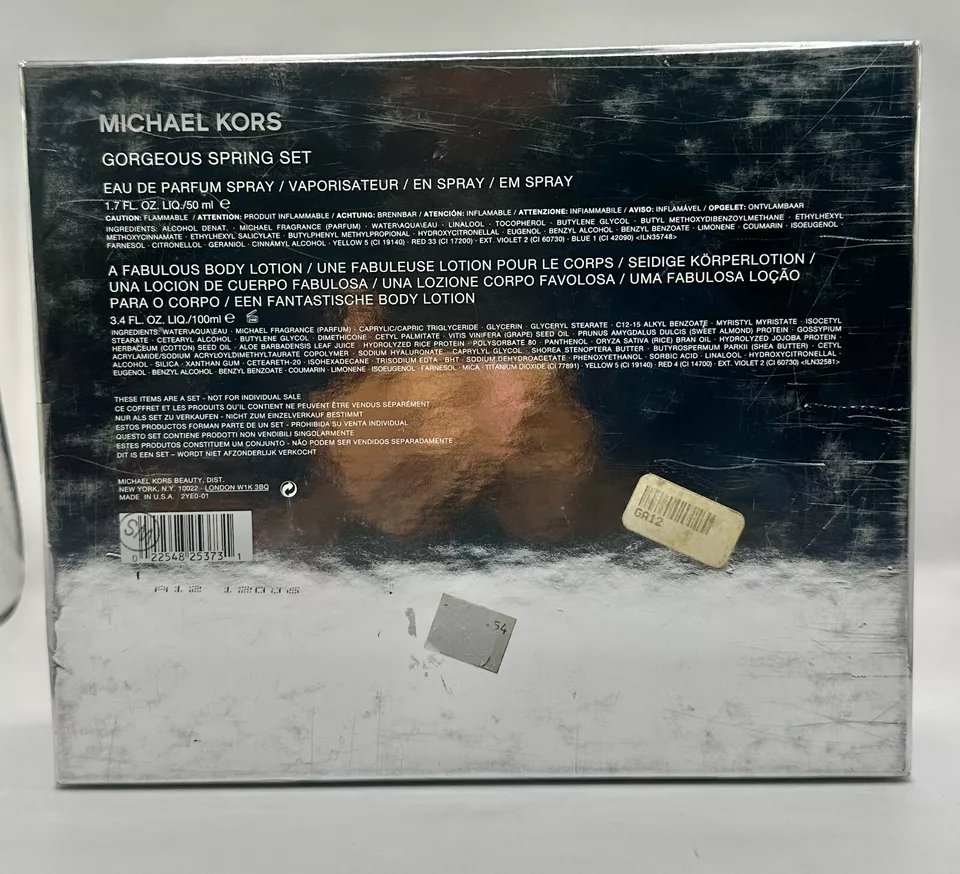 MICHAEL KORS
GORGEOUS SPRING SET
EAU DE PARFUM SPRAY / VAPORISATEUR / EN SPRAY / EM SPRAY
1.7 FL. OZ. LIQ./50 ml ℮
CAUTION: FLAMMABLE / ATTENTION: PRODUIT INFLAMMABLE / ACHTUNG: BRENNBAR / ATENCIÓN: INFLAMABLE / ATTENZIONE: INFIAMMABILE / AVISO: INFLAMÁVEL / OPGELET: ONTVLAMBAAR
INGREDIENTS: ALCOHOL DENAT. · MICHAEL FRAGRANCE (PARFUM) · WATER\AQUA\EAU · LINALOOL · TOCOPHEROL · BUTYLENE GLYCOL · BUTYL METHOXYDIBENZOYLMETHANE · ETHYLHEXYL
METHOXYCINNAMATE · ETHYLHEXYL SALICYLATE · BUTYLPHENYL METHYLPROPIONAL · HYDROXYCITRONELLAL · EUGENOL · BENZYL ALCOHOL · BENZYL BENZOATE · LIMONENE · COUMARIN · ISOEUGENOL ·
FARNESOL · CITRONELLOL · GERANIOL · CINNAMYL ALCOHOL · YELLOW 5 (CI 19140) · RED 33 (CI 17200) · EXT. VIOLET 2 (CI 60730) · BLUE 1 (CI 42090) <ILN35748>
A FABULOUS BODY LOTION / UNE FABULEUSE LOTION POUR LE CORPS / SEIDIGE KÖRPERLOTION /
UNA LOCION DE CUERPO FABULOSA / UNA LOZIONE CORPO FAVOLOSA / UMA FABULOSA LOÇÃO
PARA O CORPO / EEN FANTASTISCHE BODY LOTION
3.4 FL. OZ. LIQ./100ml ℮
INGREDIENTS: WATER\AQUA\EAU · MICHAEL FRAGRANCE (PARFUM) · CAPRYLIC/CAPRIC TRIGLYCERIDE · GLYCERIN · GLYCERYL STEARATE · C12-15 ALKYL BENZOATE · MYRISTYL MYRISTATE · ISOCETYL
STEARATE · CETEARYL ALCOHOL · BUTYLENE GLYCOL · DIMETHICONE · CETYL PALMITATE · VITIS VINIFERA (GRAPE) SEED OIL · PRUNUS AMYGDALUS DULCIS (SWEET ALMOND) PROTEIN · GOSSYPIUM
HERBACEUM (COTTON) SEED OIL · ALOE BARBADENSIS LEAF JUICE · HYDROLYZED RICE PROTEIN · POLYSORBATE 80 · PANTHENOL · ORYZA SATIVA (RICE) BRAN OIL · HYDROLYZED JOJOBA PROTEIN ·
ACRYLAMIDE/SODIUM ACRYLOYLDIMETHYLTAURATE COPOLYMER · SODIUM HYALURONATE · CAPRYLYL GLYCOL · SHOREA STENOPTERA BUTTER · BUTYROSPERMUM PARKII (SHEA BUTTER) · CETYL
ALCOHOL · SILICA · XANTHAN GUM · CETEARETH-20 · ISOHEXADECANE · TRISODIUM EDTA · BHT · SODIUM DEHYDROACETATE · PHENOXYETHANOL · SORBIC ACID · LINALOOL · HYDROXYCITRONELLAL ·
EUGENOL · BENZYL ALCOHOL · BENZYL BENZOATE · COUMARIN · LIMONENE · ISOEUGENOL · FARNESOL · MICA · TITANIUM DIOXIDE (CI 77891) · YELLOW 5 (CI 19140) · RED 4 (CI 14700) · EXT. VIOLET 2 (CI 60730) <ILN32581>
THESE ITEMS ARE A SET - NOT FOR INDIVIDUAL SALE
CE COFFRET ET LES PRODUITS QU'IL CONTIENT NE PEUVENT ÊTRE VENDUS SEPARÉMENT
NUR ALS SET ZU VERKAUFEN - NICHT ZUM EINZELVERKAUF BESTIMMT
ESTOS PRODUCTOS FORMAN PARTE DE UN SET - PROHIBIDA SU VENTA INDIVIDUAL
QUESTO SET CONTIENE PRODOTTI NON VENDIBILI SINGOLARMENTE
ESTES PRODUTOS CONSTITUEM UM CONJUNTO - NÃO PODEM SER VENDIDOS SEPARADAMENTE
DIT IS EEN SET – WORDT NIET AFZONDERLIJK VERKOCHT
MICHAEL KORS BEAUTY, DIST.
NEW YORK, N.Y. 10022 · LONDON W1K 3BQ
MADE IN U.S.A. 2YE0-01
GA12
0 22548 25373 1
A12 12005
54